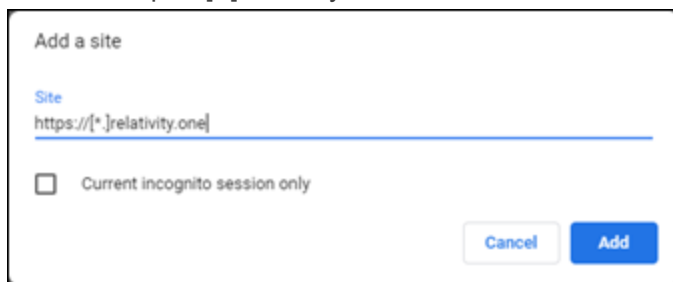 Add a site
Site
https://[*.]relativity.one
Current incognito session only
Cancel
Add